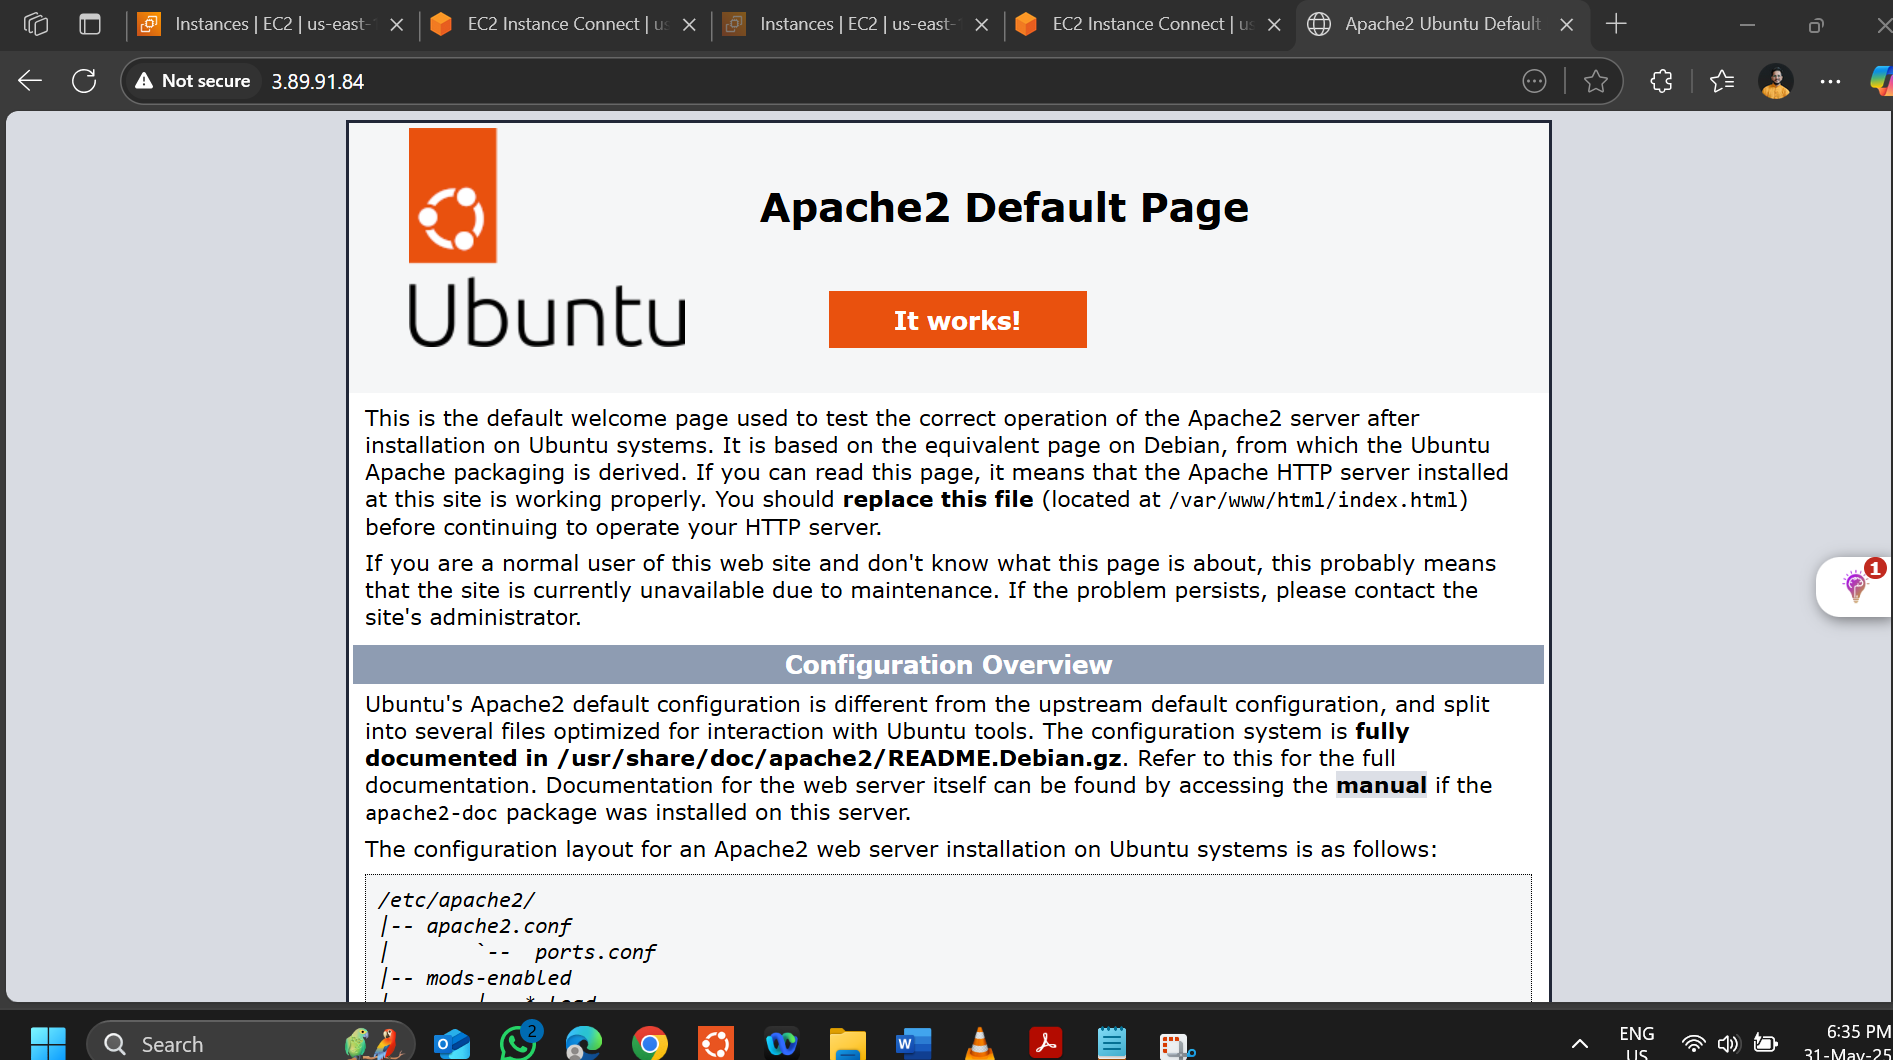 Instances | EC2 | us-east-
EC2 Instance Connect | us
Instances | EC2 | us-east-
EC2 Instance Connect | us
Apache2 Ubuntu Default
Not secure 3.89.91.84
Apache2 Default Page
Ubuntu
It works!
This is the default welcome page used to test the correct operation of the Apache2 server after
installation on Ubuntu systems. It is based on the equivalent page on Debian, from which the Ubuntu
Apache packaging is derived. If you can read this page, it means that the Apache HTTP server installed
at this site is working properly. You should replace this file (located at /var/www/html/index.html)
before continuing to operate your HTTP server.
If you are a normal user of this web site and don't know what this page is about, this probably means
that the site is currently unavailable due to maintenance. If the problem persists, please contact the
site's administrator.
1
Configuration Overview
Ubuntu's Apache2 default configuration is different from the upstream default configuration, and split
into several files optimized for interaction with Ubuntu tools. The configuration system is fully
documented in /usr/share/doc/apache2/README.Debian.gz. Refer to this for the full
documentation. Documentation for the web server itself can be found by accessing the manual if the
apache2-doc package was installed on this server.
The configuration layout for an Apache2 web server installation on Ubuntu systems is as follows:
/etc/apache2/
|-- apache2.conf
|       `--  ports.conf
|-- mods-enabled
Search
2
ENG
US
6:35 PM
31-May-25